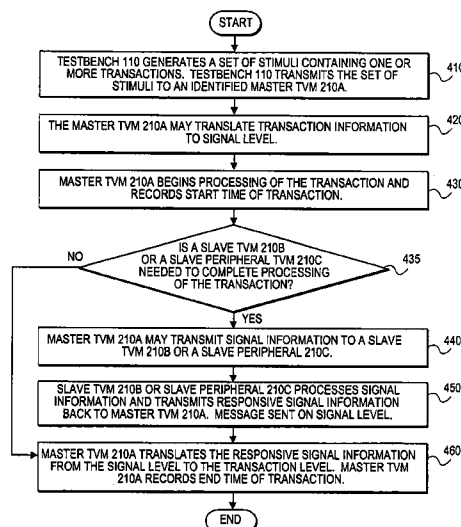 START
TESTBENCH 110 GENERATES A SET OF STIMULI CONTAINING ONE OR
MORE TRANSACTIONS. TESTBENCH 110 TRANSMITS THE SET OF
STIMULI TO AN IDENTIFIED MASTER TVM 210A.
410
THE MASTER TVM 210A MAY TRANSLATE TRANSACTION INFORMATION
TO SIGNAL LEVEL.
420
MASTER TVM 210A BEGINS PROCESSING OF THE TRANSACTION AND
RECORDS START TIME OF TRANSACTION.
430
IS A SLAVE TVM 210B
OR A SLAVE PERIPHERAL TVM 210C
NEEDED TO COMPLETE PROCESSING
OF THE TRANSACTION?
435
NO
YES
MASTER TVM 210A MAY TRANSMIT SIGNAL INFORMATION TO A SLAVE
TVM 210B OR A SLAVE PERIPHERAL 210C.
440
SLAVE TVM 210B OR SLAVE PERIPHERAL 210C PROCESSES SIGNAL
INFORMATION AND TRANSMITS RESPONSIVE SIGNAL INFORMATION
BACK TO MASTER TVM 210A. MESSAGE SENT ON SIGNAL LEVEL.
450
MASTER TVM 210A TRANSLATES THE RESPONSIVE SIGNAL INFORMATION
FROM THE SIGNAL LEVEL TO THE TRANSACTION LEVEL. MASTER TVM
210A RECORDS END TIME OF TRANSACTION.
460
END